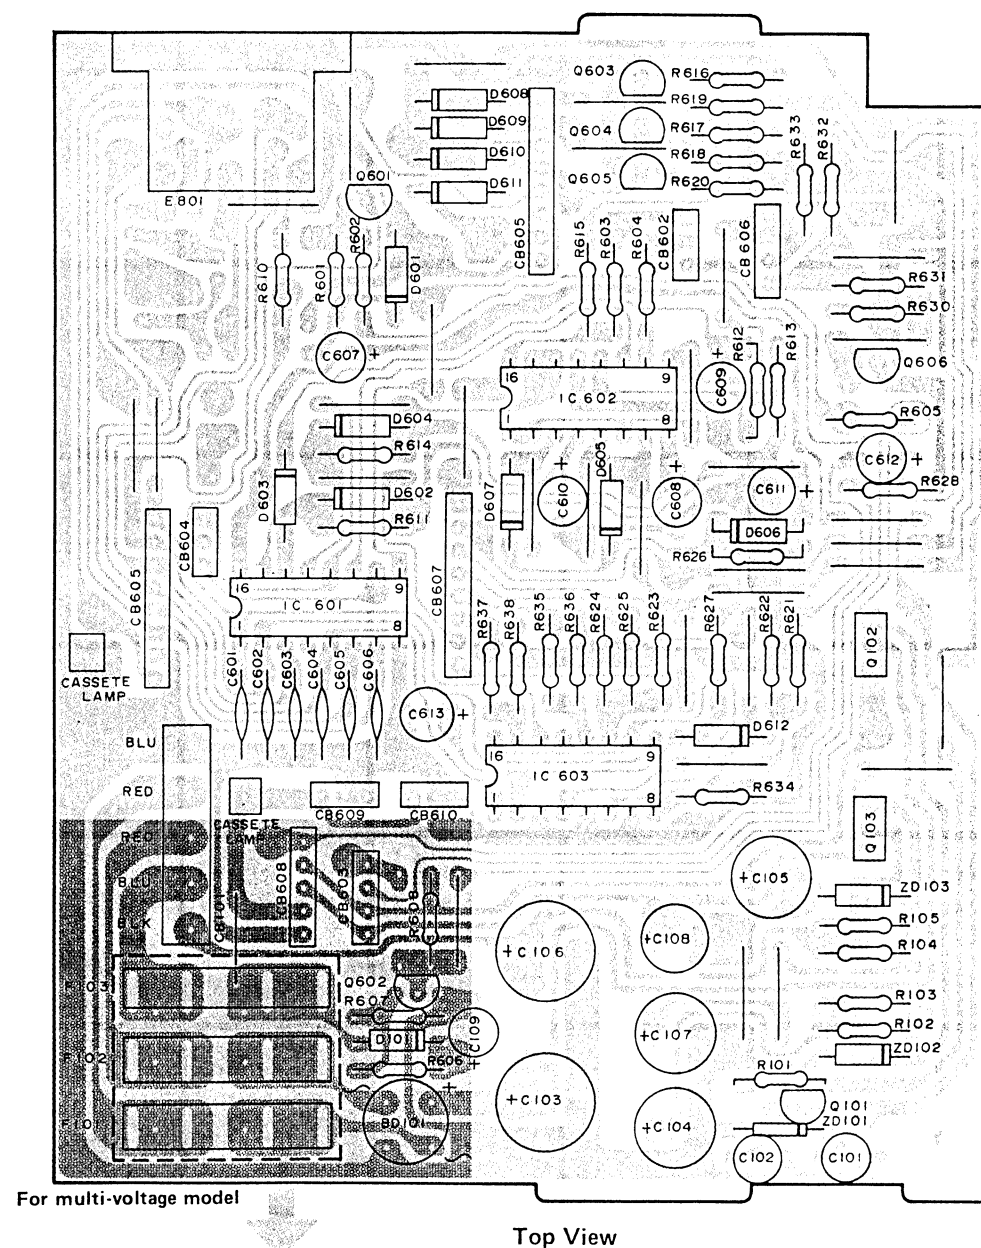 Q603
R616
D608
R619
D609
Q604
R617
R633
R632
D610
R618
Q605
D611
R620
Q601
E801
CB605
R615
R603
R604
CB602
CB606
R602
R610
R601
D601
R631
R630
C607 +
16 9
IC 602
1 8
C609 +
R612
R613
Q606
D604
R605
R614
C612 +
D603
D602
D607
C610 +
D605
C608 +
C611 +
R628
R611
D606
R626
CB604
CB605
CB607
16 9
IC 601
1 8
R637
R638
R635
R636
R624
R625
R623
R627
R622
R621
Q102
CASSETE
LAMP
C601
C602
C603
C604
C605
C606
C613 +
D612
BLU
16 9
IC 603
1 8
RED
R634
CB609
CB610
CASSETE
LAMP
RED
Q103
CB608
CB603
BLU
R608
+C105
ZD103
BLK
CB101
R105
+C106
+C108
R104
F103
Q602
R607
R103
D101
C109 +
+C107
R102
F102
R606
ZD102
R101
+C103
BD101 +
+C104
Q101
ZD101
F101
C102
C101
For multi-voltage model
Top View